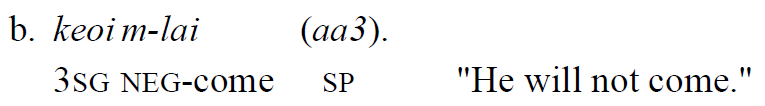 b. keoi m-lai (aa3).
3SG NEG-come SP "He will not come."